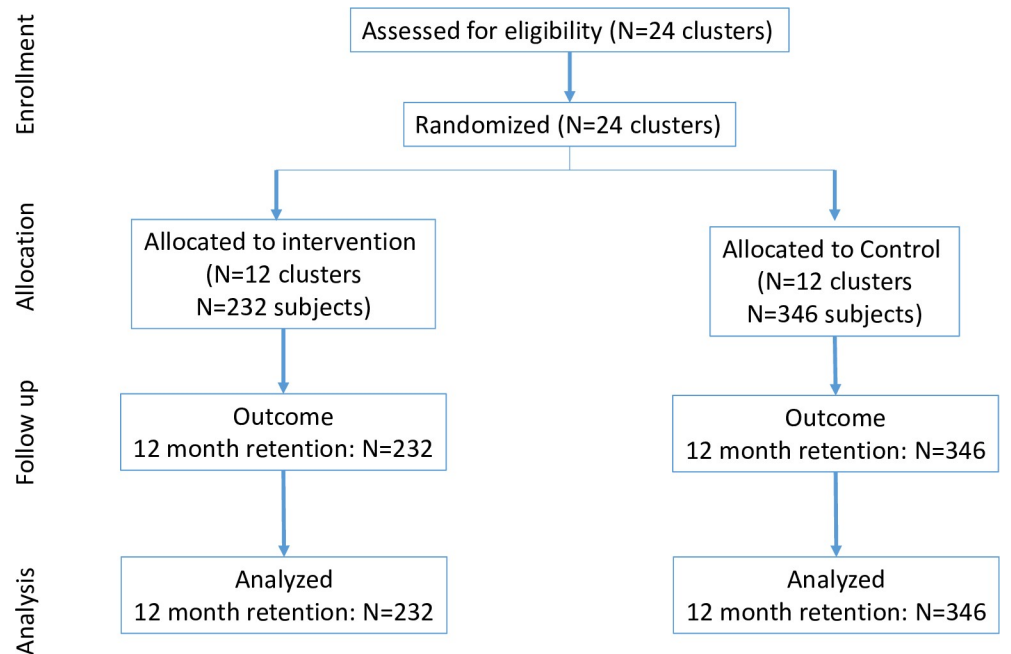 Enrollment
Assessed for eligibility (N=24 clusters)
Randomized (N=24 clusters)
Allocation
Allocated to intervention
(N=12 clusters
N=232 subjects)
Allocated to Control
(N=12 clusters
N=346 subjects)
Follow up
Outcome
12 month retention: N=232
Outcome
12 month retention: N=346
Analysis
Analyzed
12 month retention: N=232
Analyzed
12 month retention: N=346